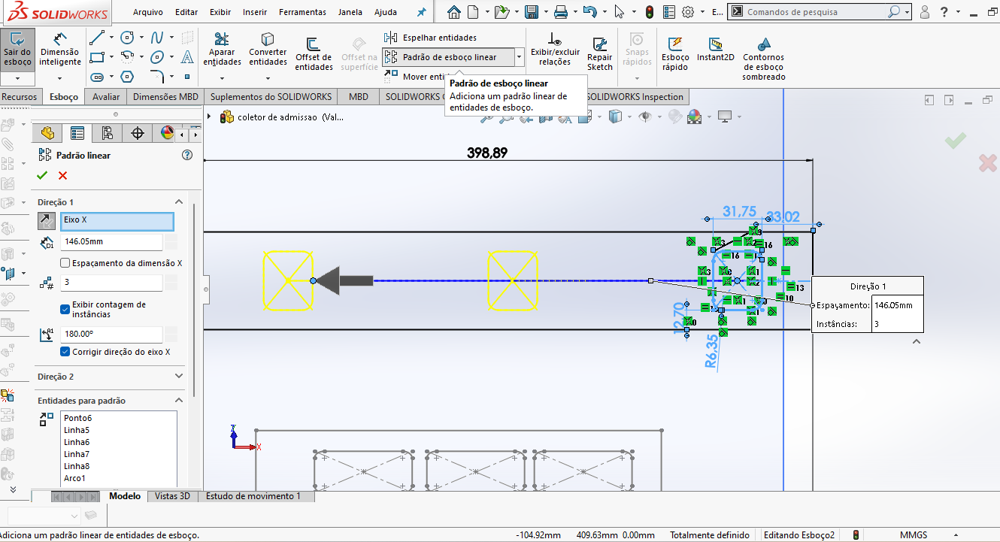 SOLIDWORKS
Arquivo
Editar
Exibir
Inserir
Ferramentas
Janela
Ajuda
E...
Comandos de pesquisa
?
Sair do
esboço
Dimensão
inteligente
Aparar
entidades
Converter
entidades
Offset de
entidades
Offset na
superfície
Espelhar entidades
Padrão de esboço linear
Exibir/excluir
relações
Repair
Sketch
Snaps
rápidos
Esboço
rápido
Instant2D
Contornos
de esboço
sombreado
Padrão de esboço linear
Adiciona um padrão linear de
entidades de esboço.
Recursos
Esboço
Avaliar
Dimensões MBD
Suplementos do SOLIDWORKS
MBD
SOLIDWORKS
SOLIDWORKS Inspection
coletor de admissao (Val...
Padrão linear
Direção 1
Eixo X
D1
146.05mm
Espaçamento da dimensão X
3
Exibir contagem de
instâncias
A1
180.00º
Corrigir direção do eixo X
Direção 2
Entidades para padrão
Ponto6
Linha5
Linha6
Linha7
Linha8
Arco1
398,89
31,75
33,02
12,70
R6,35
16
16
13
10
Direção 1
Espaçamento:
146.05mm
Instâncias:
3
X
Modelo
Vistas 3D
Estudo de movimento 1
Adiciona um padrão linear de entidades de esboço.
-104.92mm
409.63mm
0.00mm
Totalmente definido
Editando Esboço2
MMGS